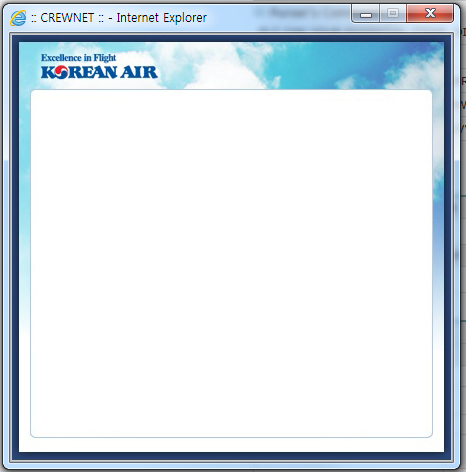 :: CREWNET :: - Internet Explorer
Excellence in Flight
KOREAN AIR